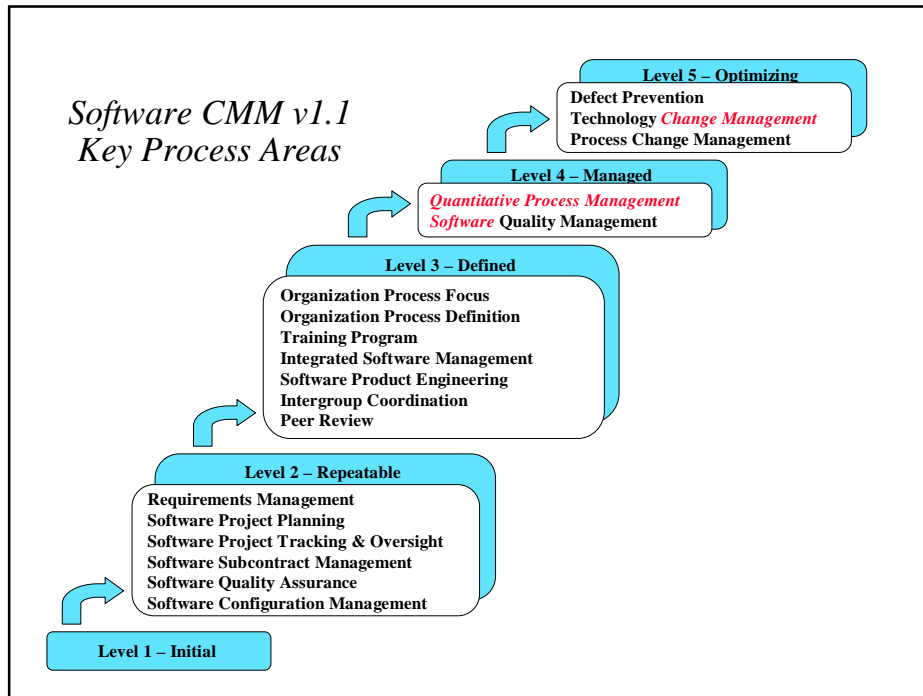 Software CMM v1.1
Key Process Areas
Level 5 – Optimizing
Defect Prevention
Technology Change Management
Process Change Management
Level 4 – Managed
Quantitative Process Management
Software Quality Management
Level 3 – Defined
Organization Process Focus
Organization Process Definition
Training Program
Integrated Software Management
Software Product Engineering
Intergroup Coordination
Peer Review
Level 2 – Repeatable
Requirements Management
Software Project Planning
Software Project Tracking & Oversight
Software Subcontract Management
Software Quality Assurance
Software Configuration Management
Level 1 – Initial